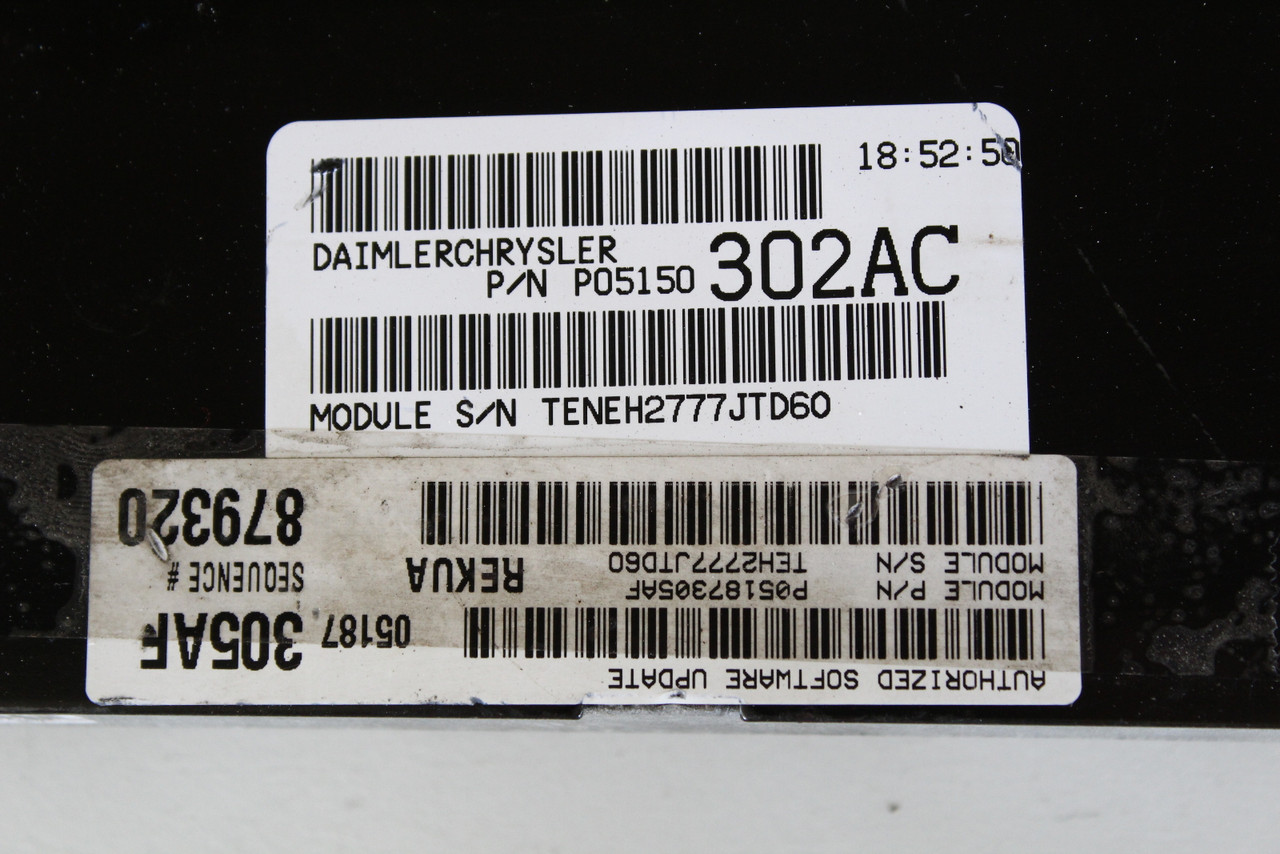 18:52:50
DAIMLERCHRYSLER
P/N P05150 302AC
MODULE S/N TENEH2777JTD60
AUTHORIZED SOFTWARE UPDATE
05187 305AF
MODULE P/N P05187305AF
MODULE S/N TEH2777JTD60
REKUA
SEQUENCE #
879320